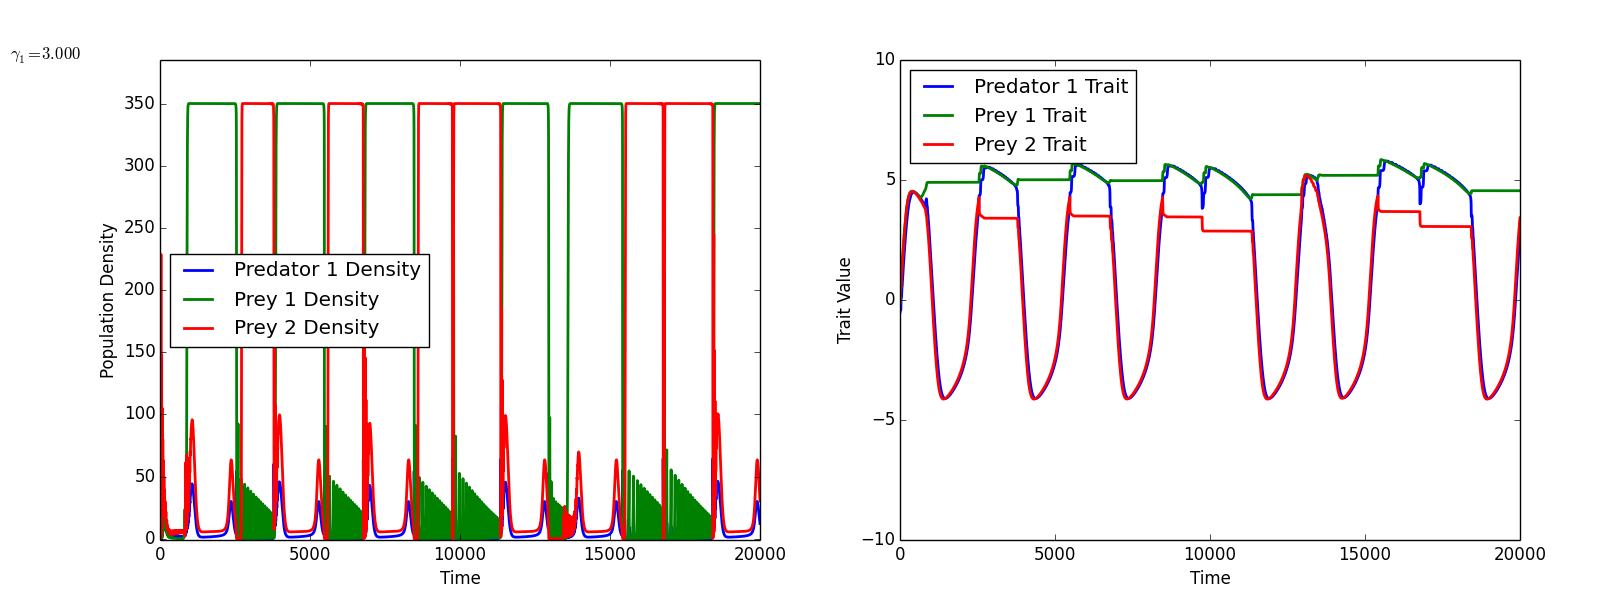 γ₁=3.000
350
300
250
200
150
100
50
0
Population Density
Predator 1 Density
Prey 1 Density
Prey 2 Density
0
5000
10000
15000
20000
Time
10
5
0
−5
−10
Trait Value
Predator 1 Trait
Prey 1 Trait
Prey 2 Trait
0
5000
10000
15000
20000
Time